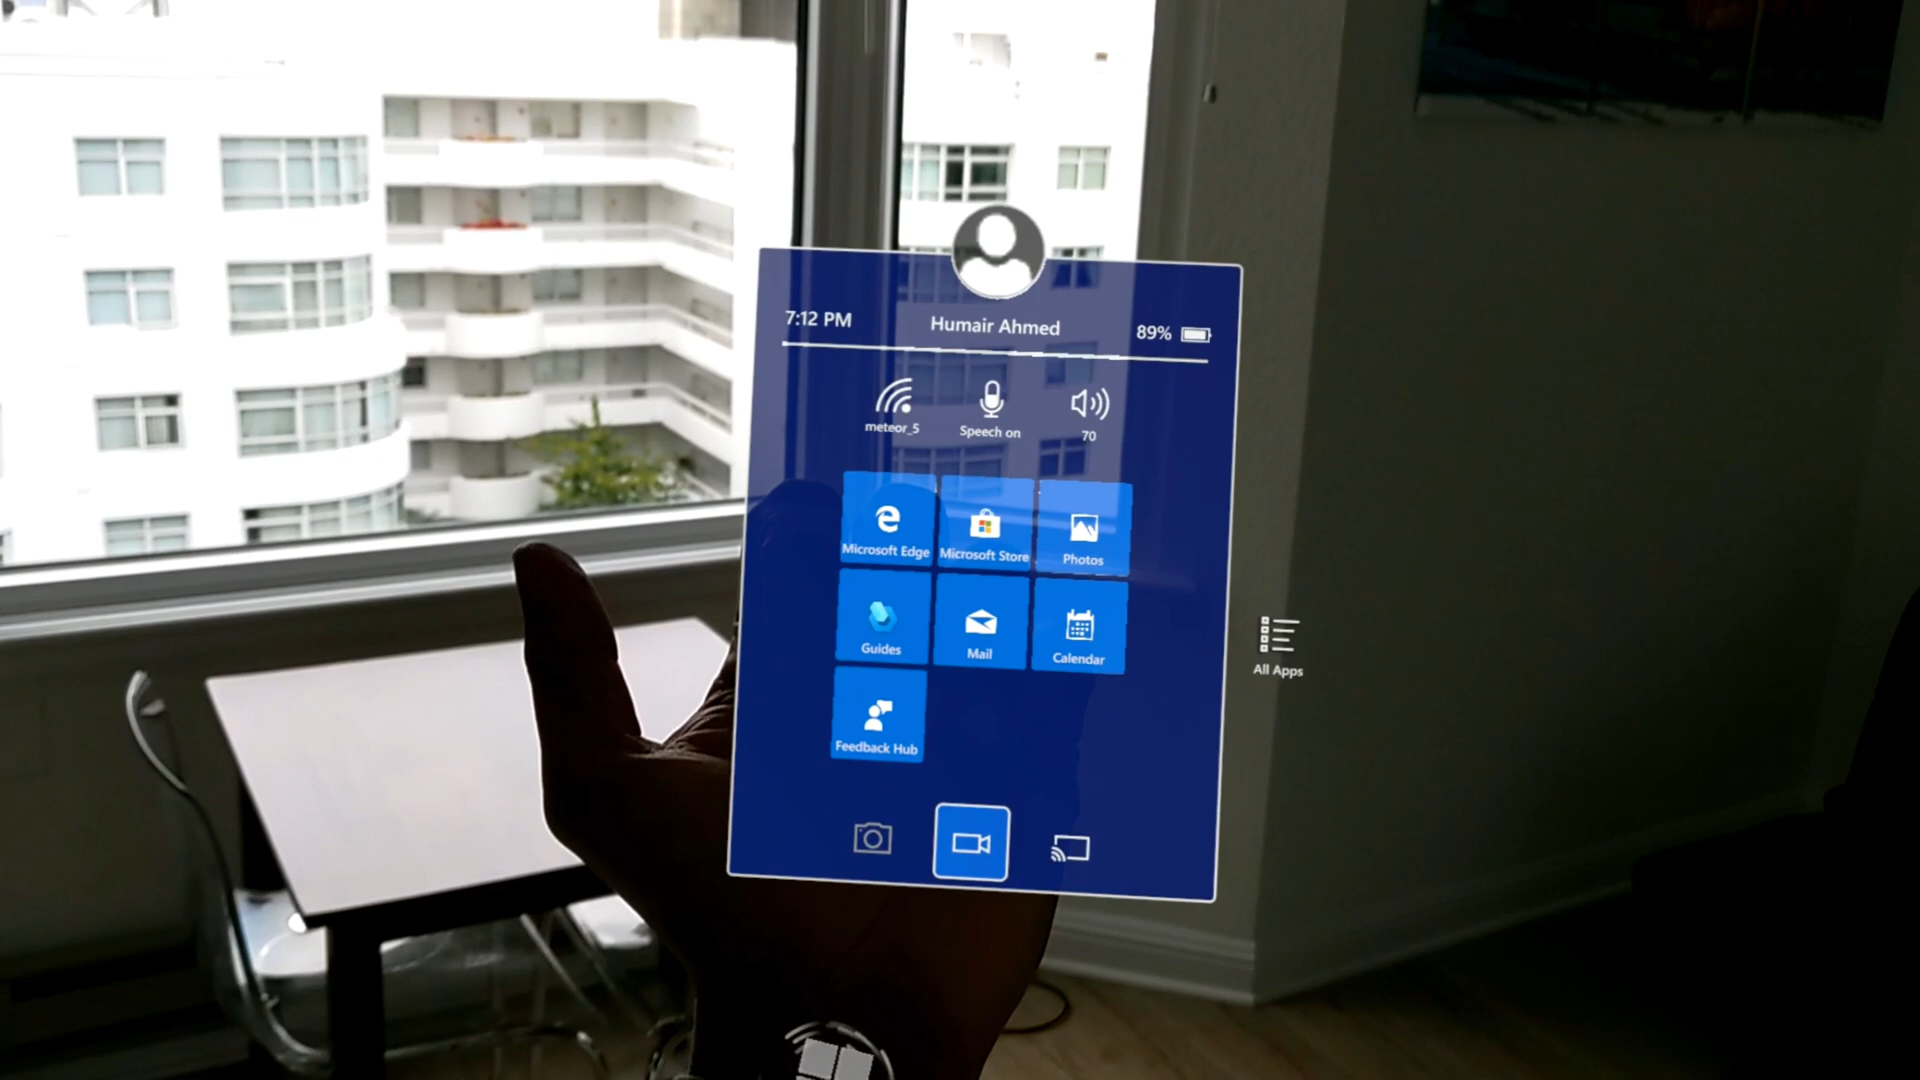 7:12 PM Humair Ahmed 89%
meteor_5 Speech on 70
Microsoft Edge Microsoft Store Photos
Guides Mail Calendar
All Apps
Feedback Hub